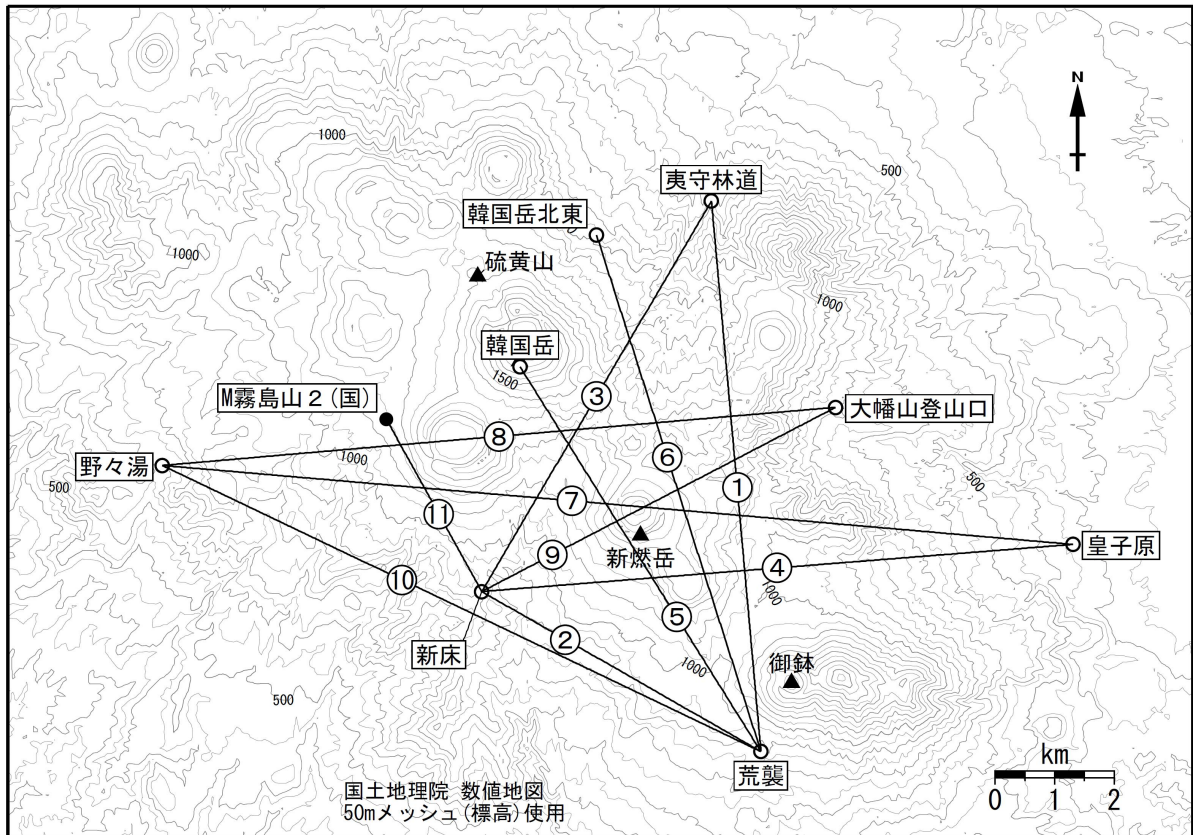 N
1000
500
夷守林道
韓国岳北東
1000
硫黄山
1000
韓国岳
1500
③
M霧島山2(国)
大幡山登山口
⑧
1000
⑥
野々湯
500
①
500
⑦
⑪
新燃岳
⑨
④
皇子原
⑩
1000
⑤
②
新床
1000
御鉢
500
荒襲
km
0 1 2
国土地理院 数値地図
50mメッシュ(標高)使用